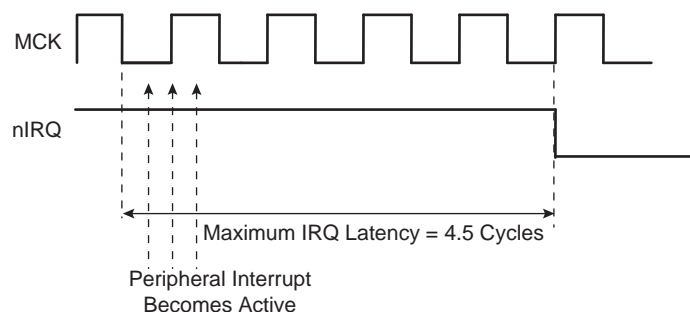 MCK
nIRQ
Maximum IRQ Latency = 4.5 Cycles
Peripheral Interrupt
Becomes Active